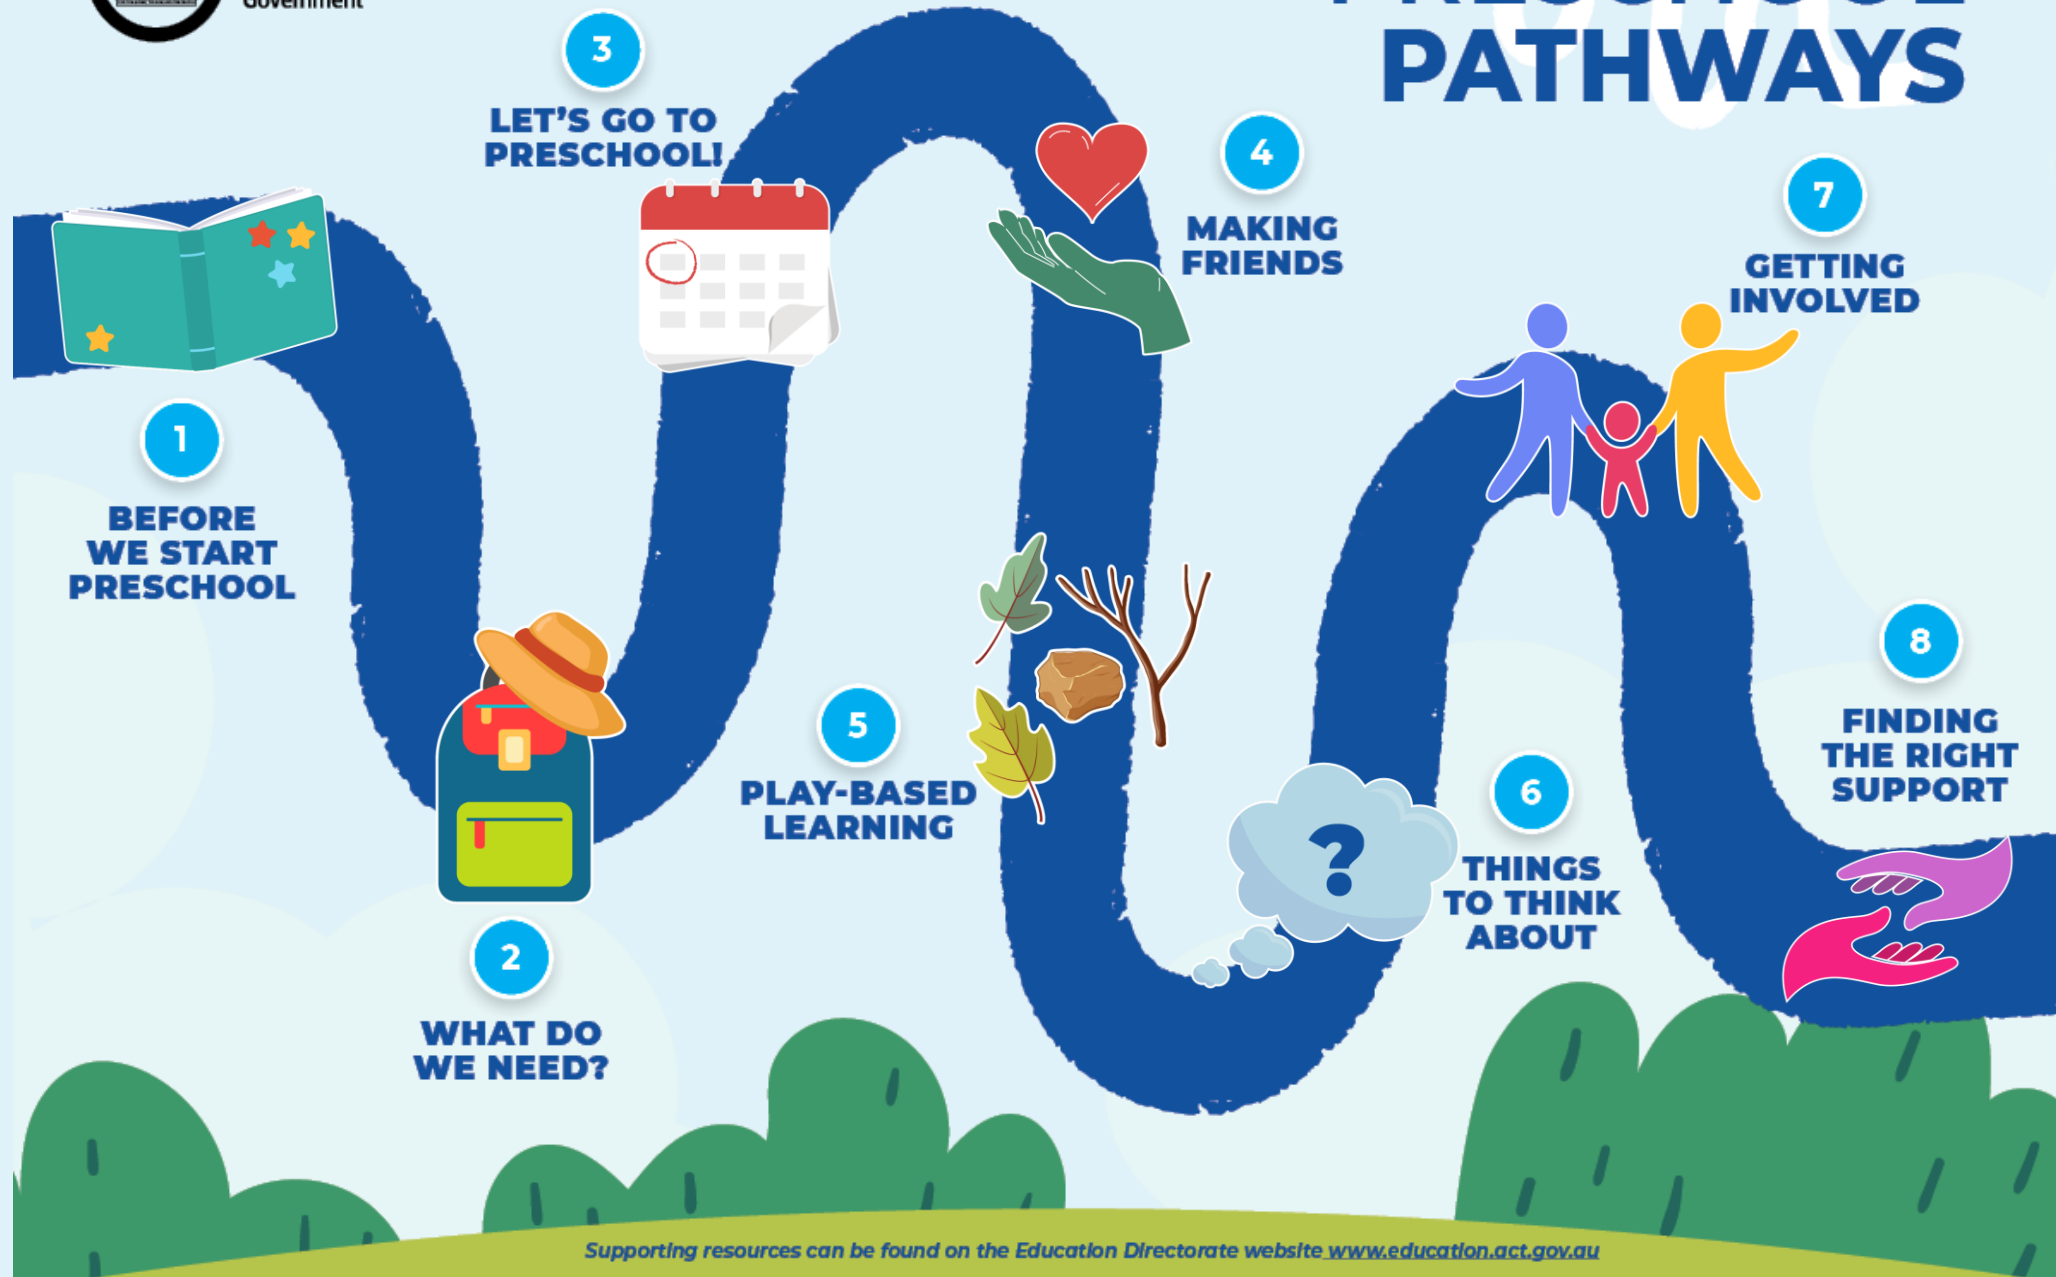 Government
PRESCHOOL
PATHWAYS
1
BEFORE
WE START
PRESCHOOL
2
WHAT DO
WE NEED?
3
LET'S GO TO
PRESCHOOL!
4
MAKING
FRIENDS
5
PLAY-BASED
LEARNING
?
6
THINGS
TO THINK
ABOUT
7
GETTING
INVOLVED
8
FINDING
THE RIGHT
SUPPORT
Supporting resources can be found on the Education Directorate website www.education.act.gov.au